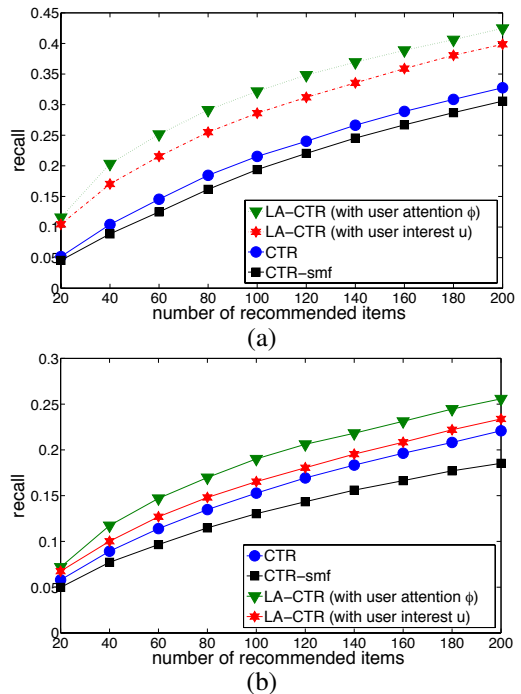 0.45
0.4
0.35
0.3
0.25
0.2
0.15
0.1
0.05
0
recall
LA-CTR (with user attention ϕ)
LA-CTR (with user interest u)
CTR
CTR-smf
20 40 60 80 100 120 140 160 180 200
number of recommended items
(a)
0.3
0.25
0.2
0.15
0.1
0.05
0
recall
CTR
CTR-smf
LA-CTR (with user attention ϕ)
LA-CTR (with user interest u)
20 40 60 80 100 120 140 160 180 200
number of recommended items
(b)